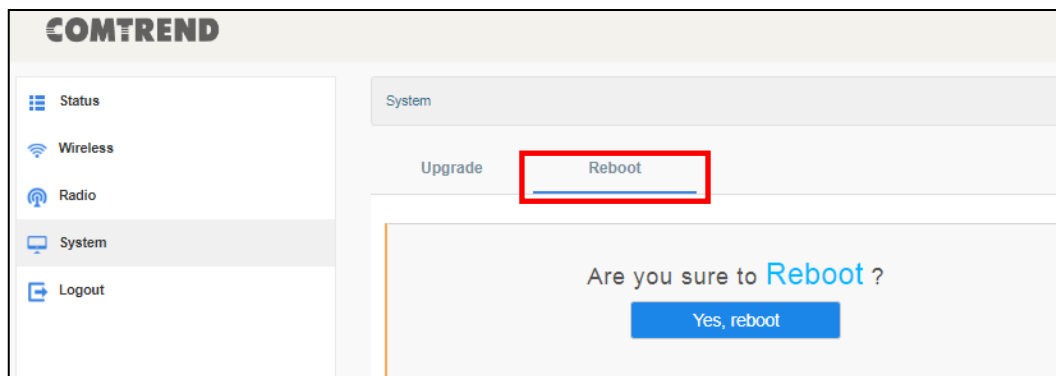 COMTREND
Status
Wireless
Radio
System
Logout
System
Upgrade Reboot
Are you sure to Reboot ?
Yes, reboot